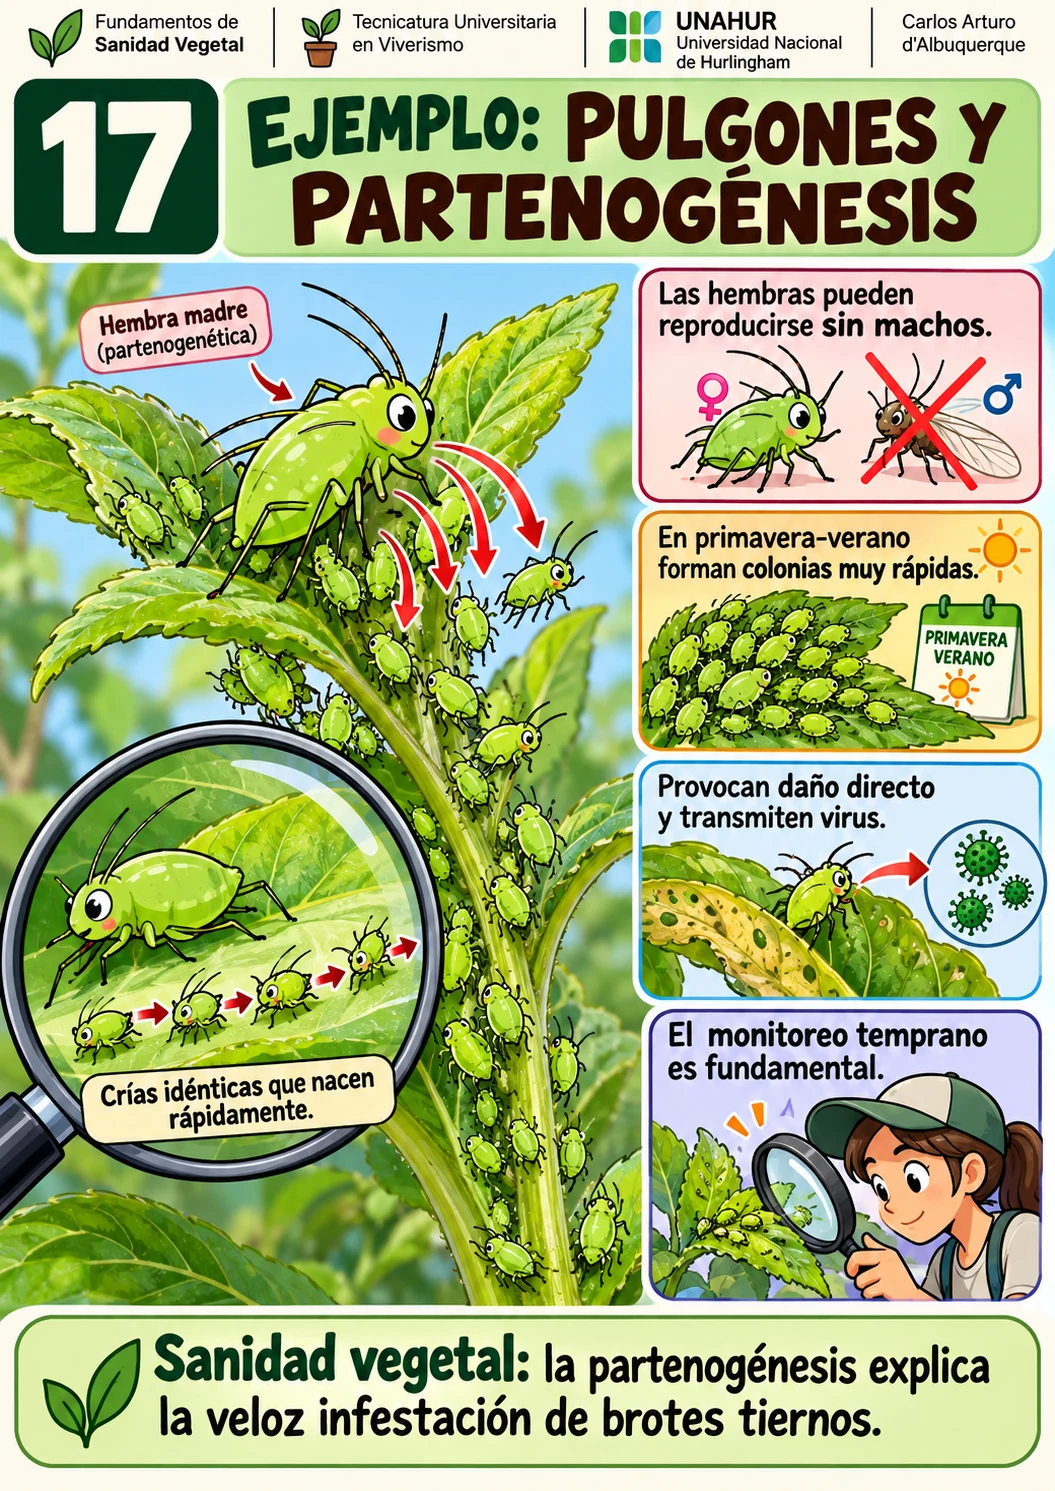 Fundamentos de
Sanidad Vegetal
Tecnicatura Universitaria
en Viverismo
UNAHUR
Universidad Nacional
de Hurlingham
Carlos Arturo
d'Albuquerque
17
EJEMPLO: PULGONES Y
PARTENOGÉNESIS
Hembra madre
(partenogenética)
Las hembras pueden
reproducirse sin machos.
En primavera-verano
forman colonias muy rápidas.
PRIMAVERA
VERANO
Provocan daño directo
y transmiten virus.
Crías idénticas que nacen
rápidamente.
El monitoreo temprano
es fundamental.
Sanidad vegetal: la partenogénesis explica
la veloz infestación de brotes tiernos.